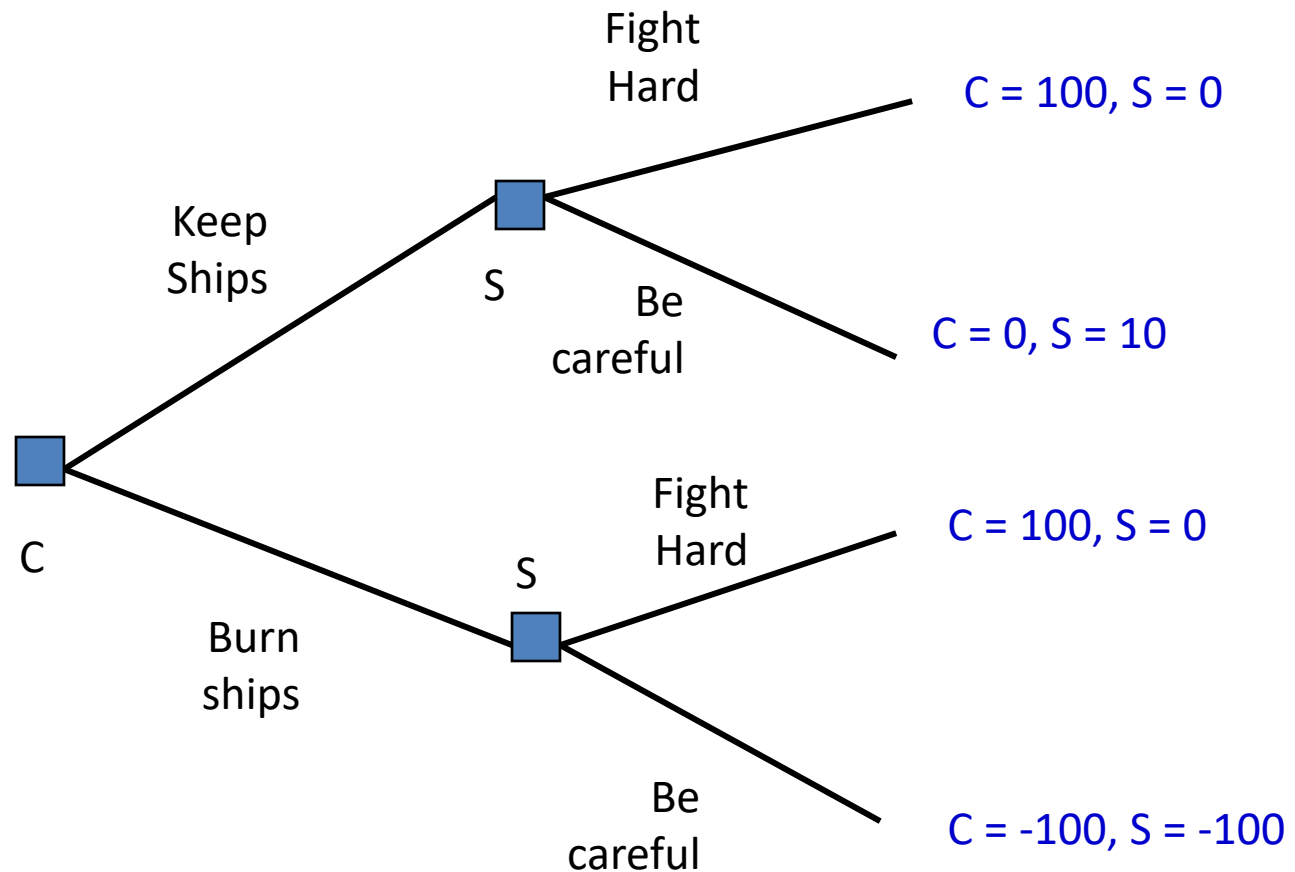 Fight
Hard
C = 100, S = 0
Keep
Ships
S
Be
careful
C = 0, S = 10
C
Fight
Hard
C = 100, S = 0
S
Burn
ships
Be
careful
C = -100, S = -100